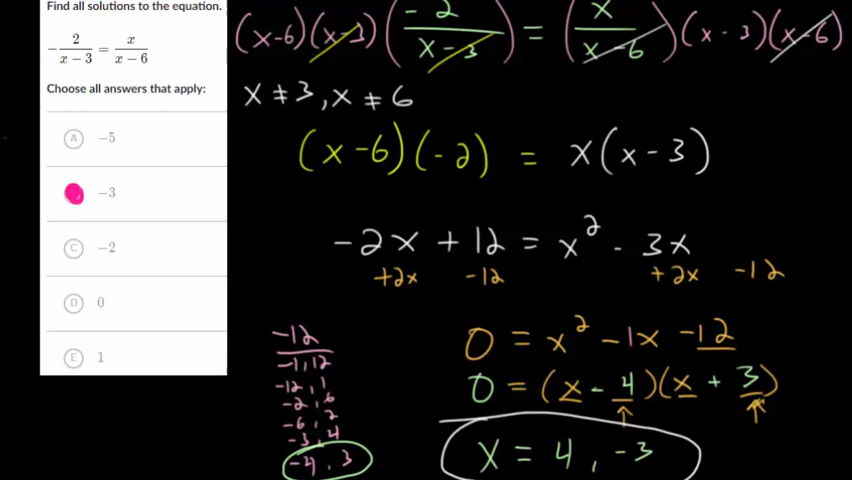 Find all solutions to the equation.
-2/(x-3) = x/(x-6)
Choose all answers that apply:
A -5
-3
C -2
D 0
E 1
(x-6)(x-3)(-2/(x-3)) = (x/(x-6))(x-3)(x-6)
x≠3, x≠6
(x-6)(-2) = x(x-3)
-2x + 12 = x² - 3x
+2x -12 +2x -12
0 = x² - 1x - 12
0 = (x - 4)(x + 3)
x = 4, -3
-12
-1, 12
-12, 1
-2, 6
-6, 2
-3, 4
-4, 3